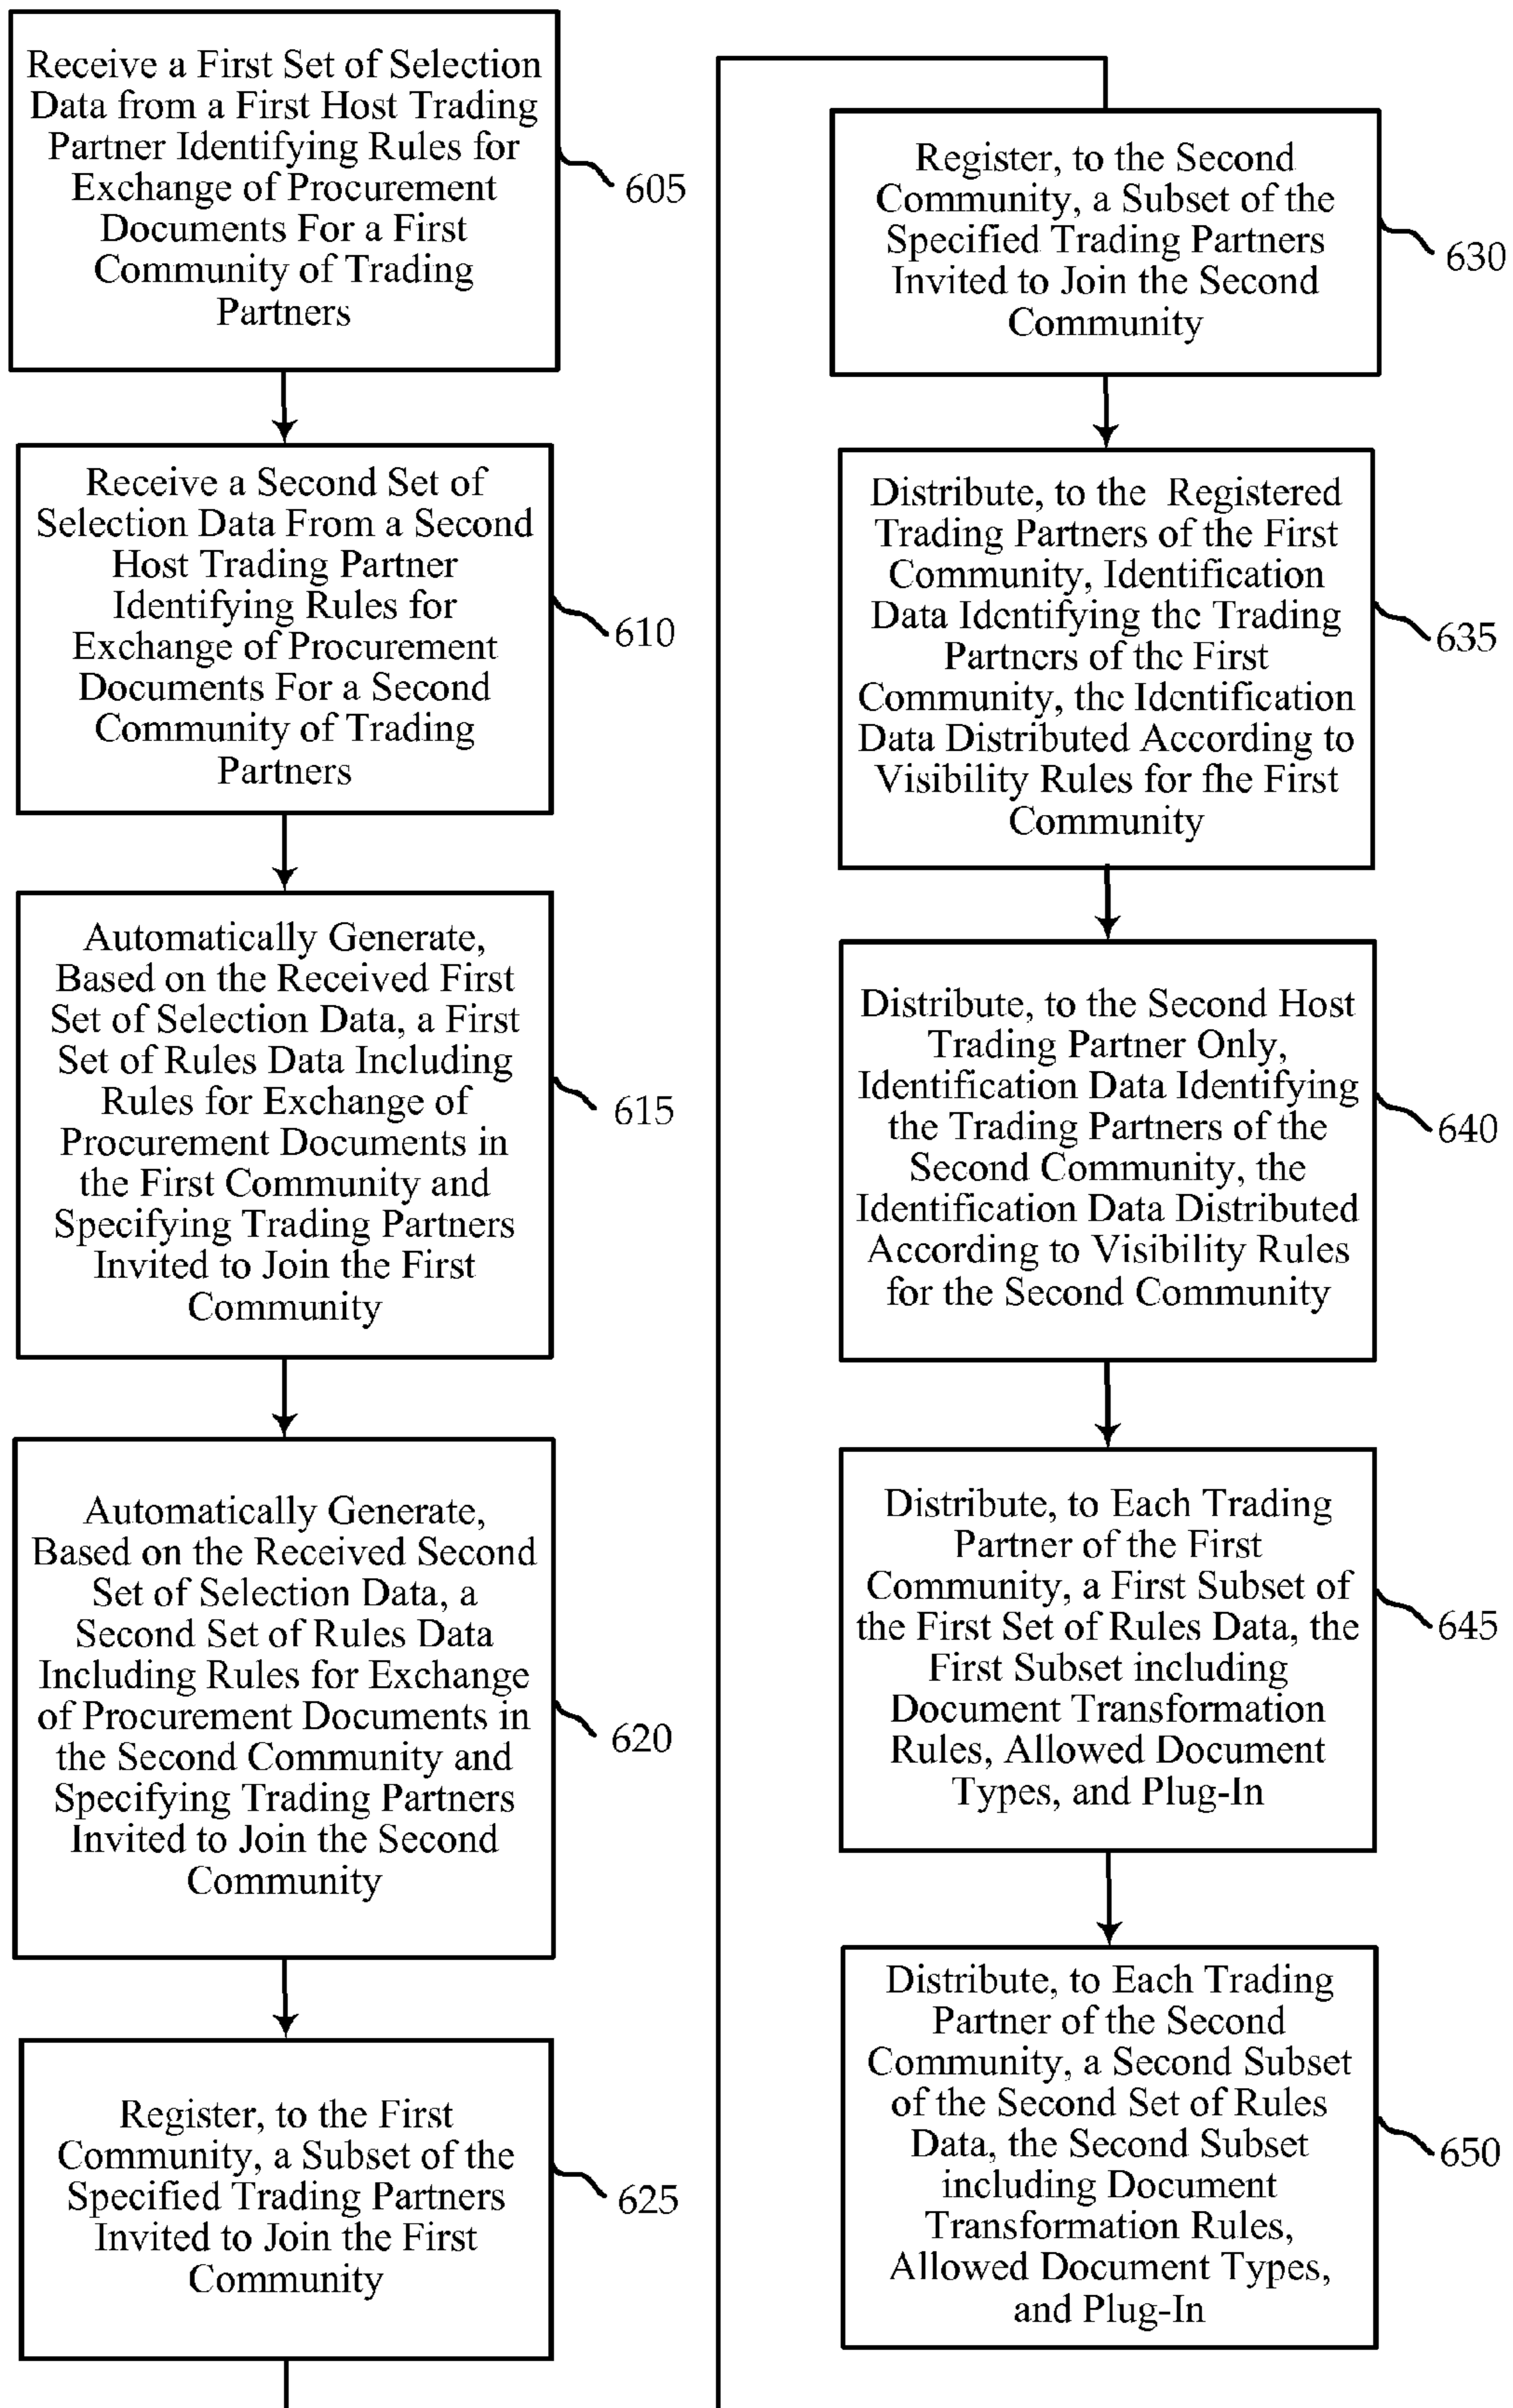 Receive a First Set of Selection
Data from a First Host Trading
Partner Identifying Rules for
Exchange of Procurement
Documents For a First
Community of Trading
Partners
605
Receive a Second Set of
Selection Data From a Second
Host Trading Partner
Identifying Rules for
Exchange of Procurement
Documents For a Second
Community of Trading
Partners
610
Automatically Generate,
Based on the Received First
Set of Selection Data, a First
Set of Rules Data Including
Rules for Exchange of
Procurement Documents in
the First Community and
Specifying Trading Partners
Invited to Join the First
Community
615
Automatically Generate,
Based on the Received Second
Set of Selection Data, a
Second Set of Rules Data
Including Rules for Exchange
of Procurement Documents in
the Second Community and
Specifying Trading Partners
Invited to Join the Second
Community
620
Register, to the First
Community, a Subset of the
Specified Trading Partners
Invited to Join the First
Community
625
Register, to the Second
Community, a Subset of the
Specified Trading Partners
Invited to Join the Second
Community
630
Distribute, to the Registered
Trading Partners of the First
Community, Identification
Data Identifying the Trading
Partners of the First
Community, the Identification
Data Distributed According to
Visibility Rules for fhe First
Community
635
Distribute, to the Second Host
Trading Partner Only,
Identification Data Identifying
the Trading Partners of the
Second Community, the
Identification Data Distributed
According to Visibility Rules
for the Second Community
640
Distribute, to Each Trading
Partner of the First
Community, a First Subset of
the First Set of Rules Data, the
First Subset including
Document Transformation
Rules, Allowed Document
Types, and Plug-In
645
Distribute, to Each Trading
Partner of the Second
Community, a Second Subset
of the Second Set of Rules
Data, the Second Subset
including Document
Transformation Rules,
Allowed Document Types,
and Plug-In
650